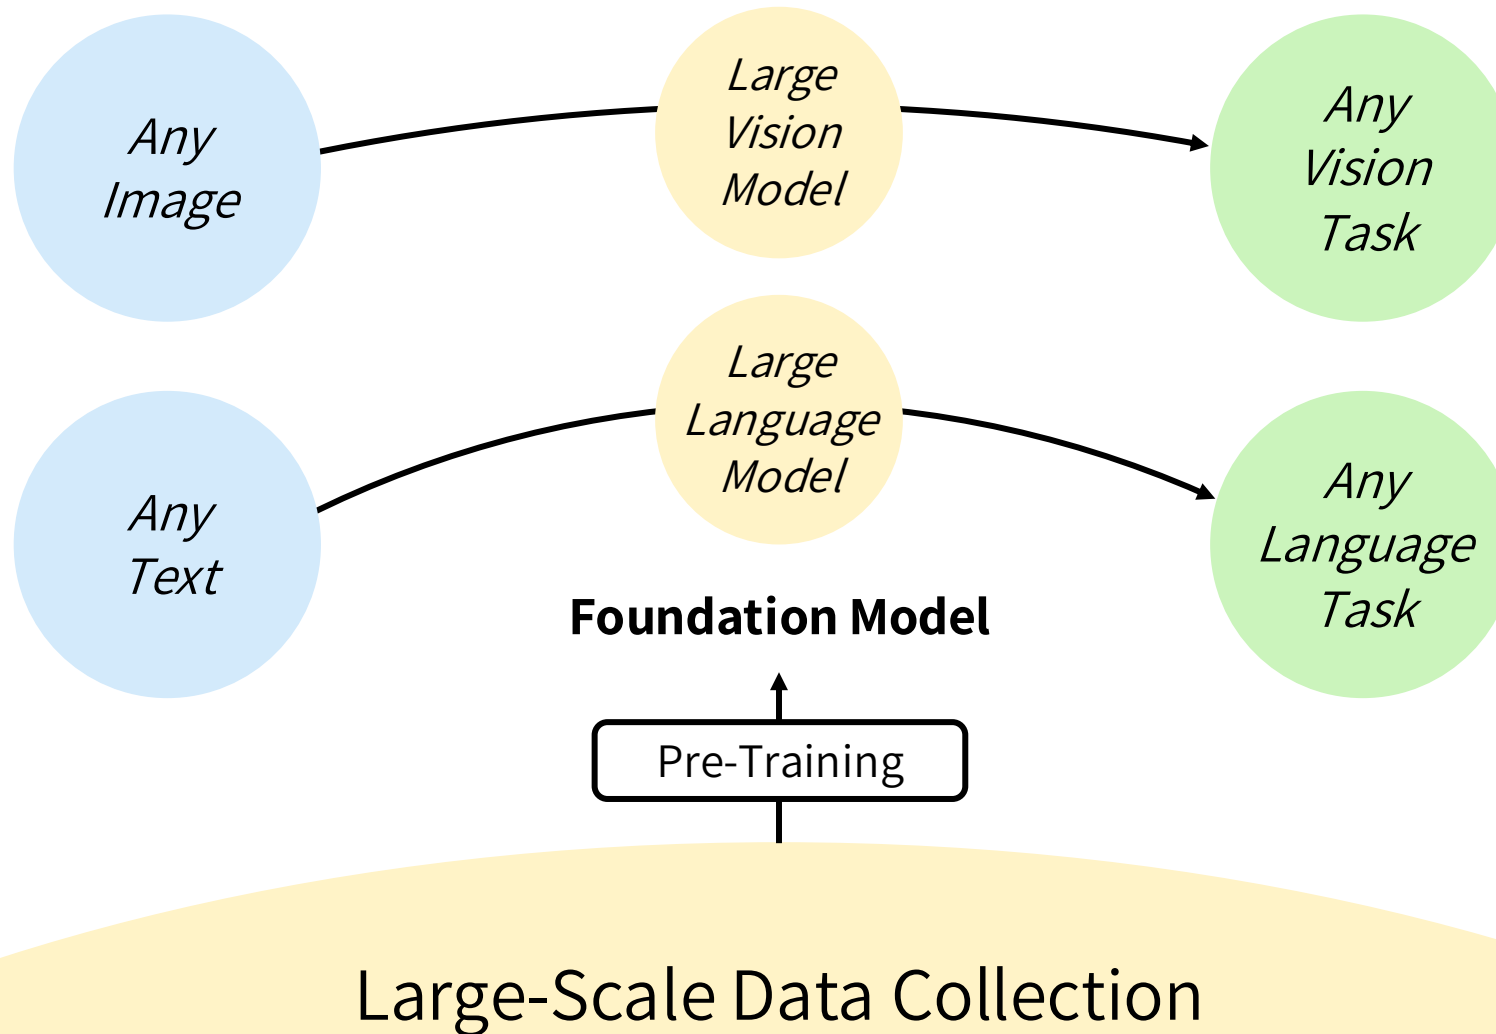 Any
Image
Large
Vision
Model
Any
Vision
Task
Any
Text
Large
Language
Model
Any
Language
Task
Foundation Model
Pre-Training
Large-Scale Data Collection